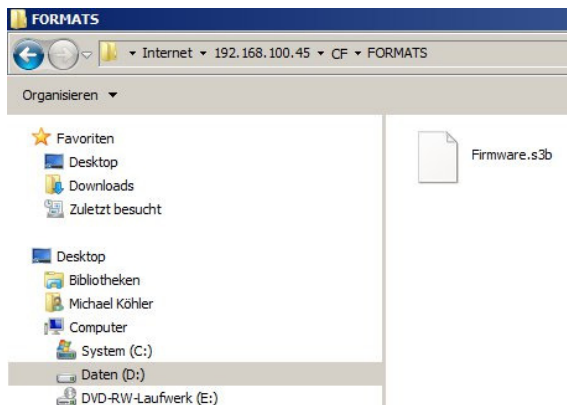 FORMATS
Internet 192.168.100.45 CF FORMATS
Organisieren
Favoriten
Desktop
Downloads
Zuletzt besucht
Desktop
Bibliotheken
Michael Köhler
Computer
System (C:)
Daten (D:)
DVD-RW-Laufwerk (E:)
Firmware.s3b